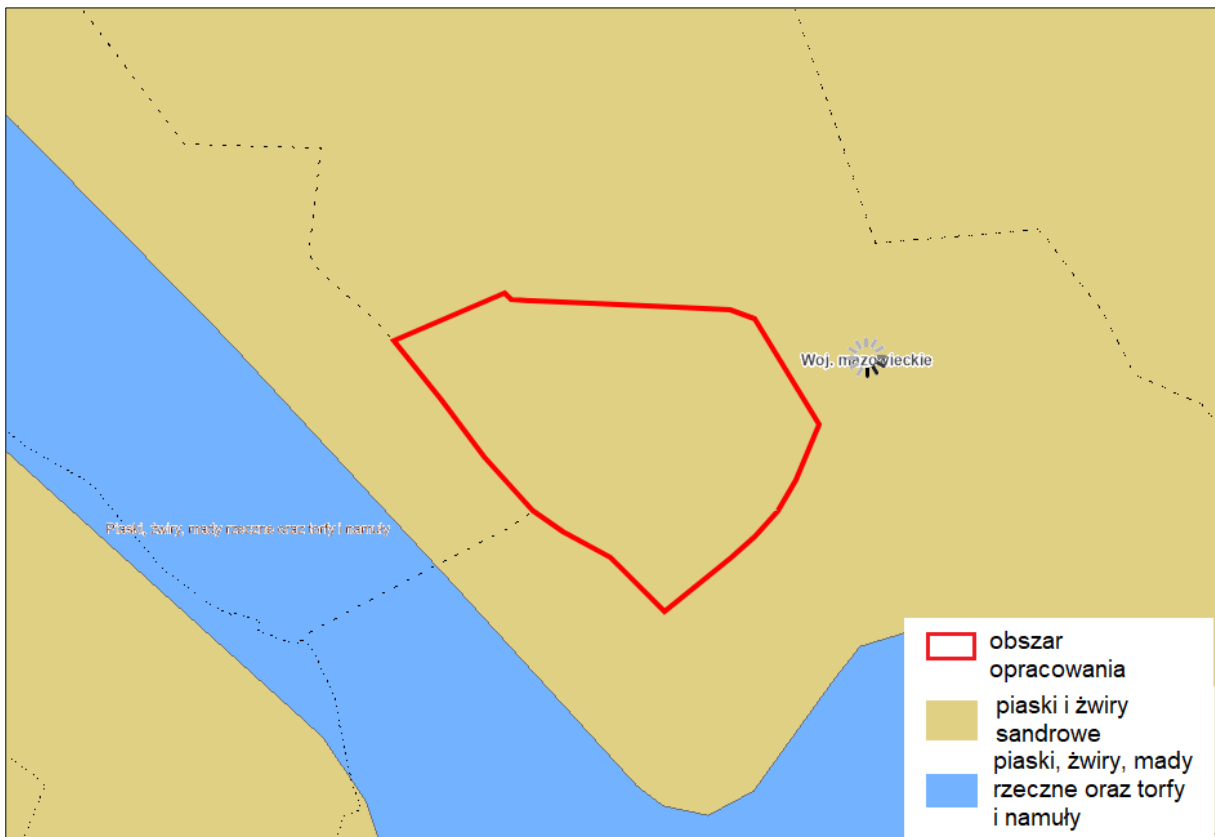 Woj. mazowieckie
Piaski, żwiry, mady rzeczne oraz torfy i namuły
obszar
opracowania
piaski i żwiry
sandrowe
piaski, żwiry, mady
rzeczne oraz torfy
i namuły